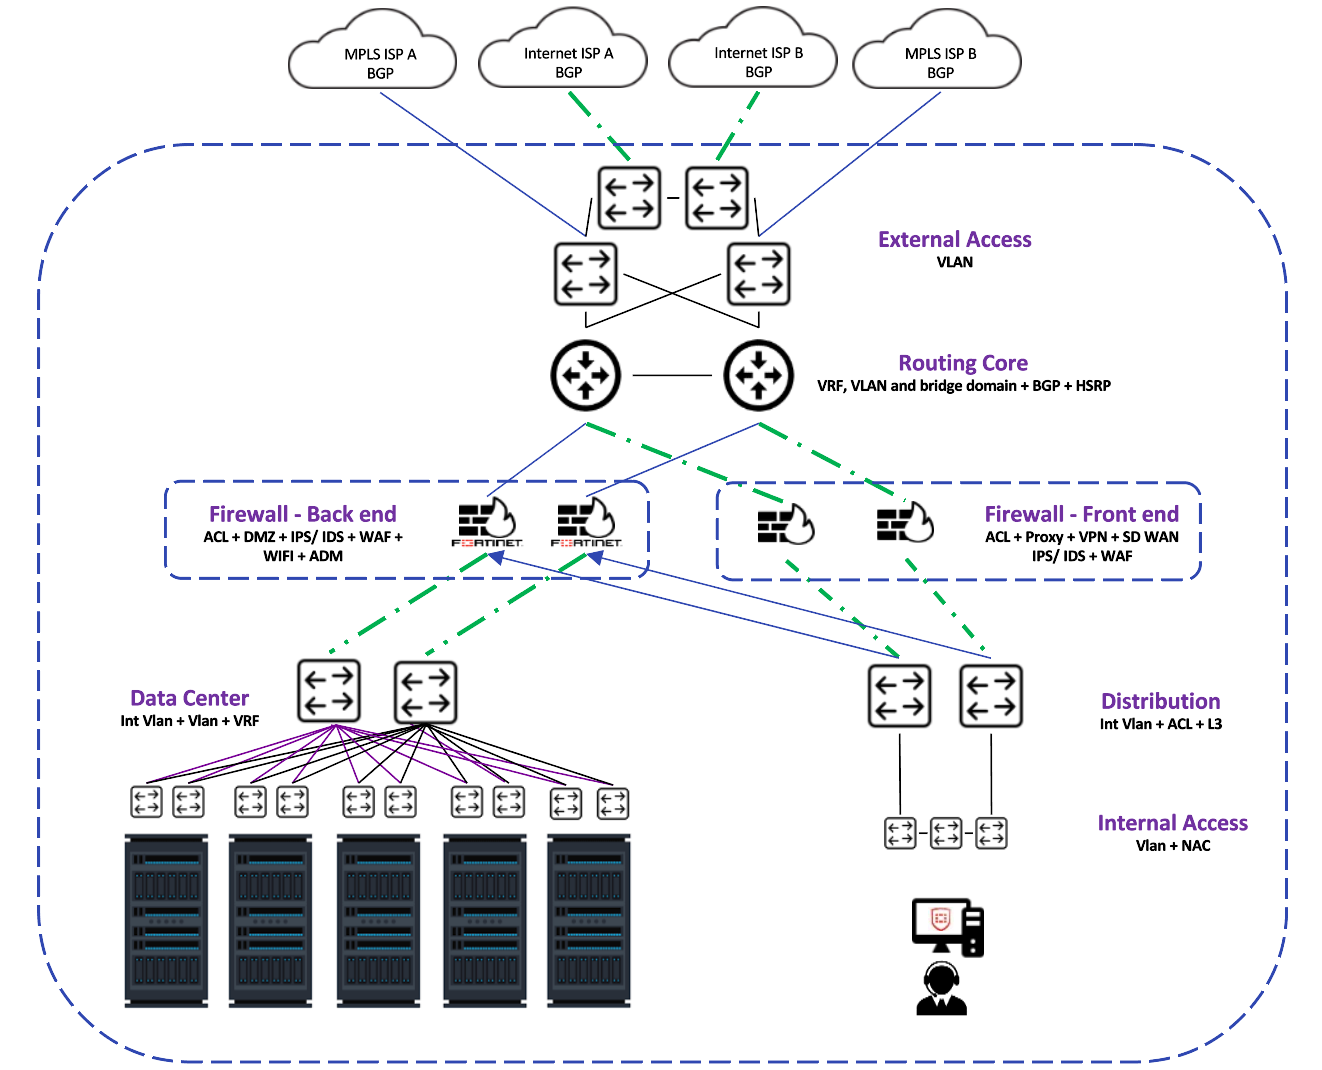 MPLS ISP A
BGP
Internet ISP A
BGP
Internet ISP B
BGP
MPLS ISP B
BGP
External Access
VLAN
Routing Core
VRF, VLAN and bridge domain + BGP + HSRP
Firewall - Back end
ACL + DMZ + IPS/ IDS + WAF +
WIFI + ADM
FORTINET
FORTINET
Firewall - Front end
ACL + Proxy + VPN + SD WAN
IPS/ IDS + WAF
Data Center
Int Vlan + Vlan + VRF
Distribution
Int Vlan + ACL + L3
Internal Access
Vlan + NAC